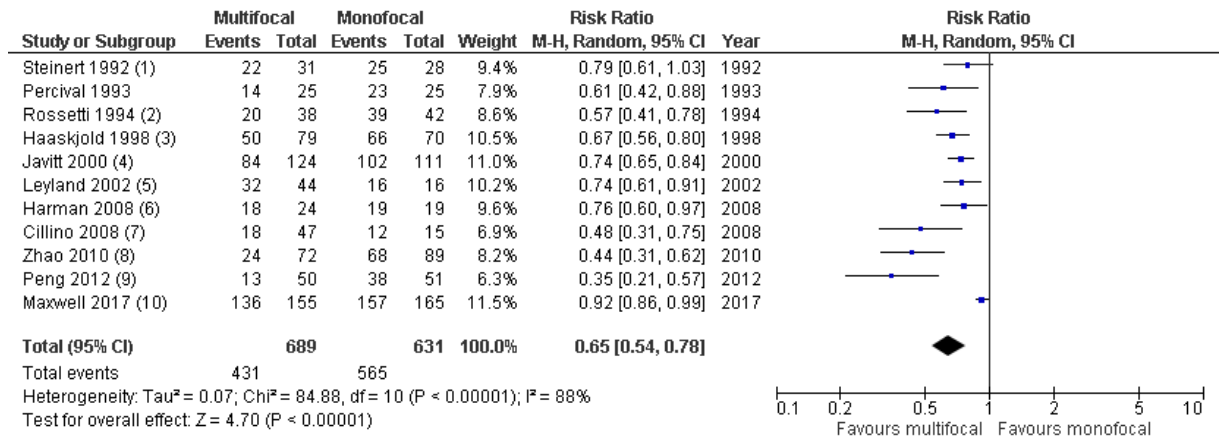 Multifocal Monofocal Risk Ratio Risk Ratio
Study or Subgroup Events Total Events Total Weight M-H, Random, 95% CI Year M-H, Random, 95% CI
Steinert 1992 (1) 22 31 25 28 9.4% 0.79 [0.61, 1.03] 1992
Percival 1993 14 25 23 25 7.9% 0.61 [0.42, 0.88] 1993
Rossetti 1994 (2) 20 38 39 42 8.6% 0.57 [0.41, 0.78] 1994
Haaskjold 1998 (3) 50 79 66 70 10.5% 0.67 [0.56, 0.80] 1998
Javitt 2000 (4) 84 124 102 111 11.0% 0.74 [0.65, 0.84] 2000
Leyland 2002 (5) 32 44 16 16 10.2% 0.74 [0.61, 0.91] 2002
Harman 2008 (6) 18 24 19 19 9.6% 0.76 [0.60, 0.97] 2008
Cillino 2008 (7) 18 47 12 15 6.9% 0.48 [0.31, 0.75] 2008
Zhao 2010 (8) 24 72 68 89 8.2% 0.44 [0.31, 0.62] 2010
Peng 2012 (9) 13 50 38 51 6.3% 0.35 [0.21, 0.57] 2012
Maxwell 2017 (10) 136 155 157 165 11.5% 0.92 [0.86, 0.99] 2017
Total (95% CI) 689 631 100.0% 0.65 [0.54, 0.78]
Total events 431 565
Heterogeneity: Tau² = 0.07; Chi² = 84.88, df = 10 (P < 0.00001); I² = 88%
Test for overall effect: Z = 4.70 (P < 0.00001)
0.1 0.2 0.5 1 2 5 10
Favours multifocal Favours monofocal